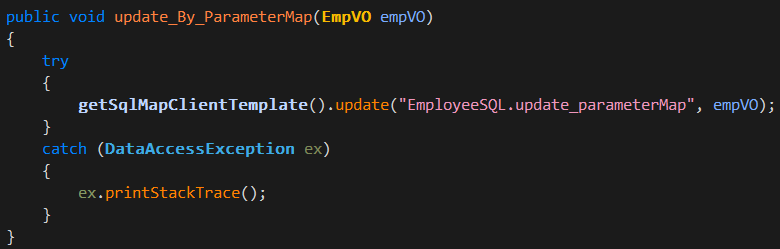 public void update_By_ParameterMap(EmpVO empVO)
{
    try
    {
        getSqlMapClientTemplate().update("EmployeeSQL.update_parameterMap", empVO);
    }
    catch (DataAccessException ex)
    {
        ex.printStackTrace();
    }
}